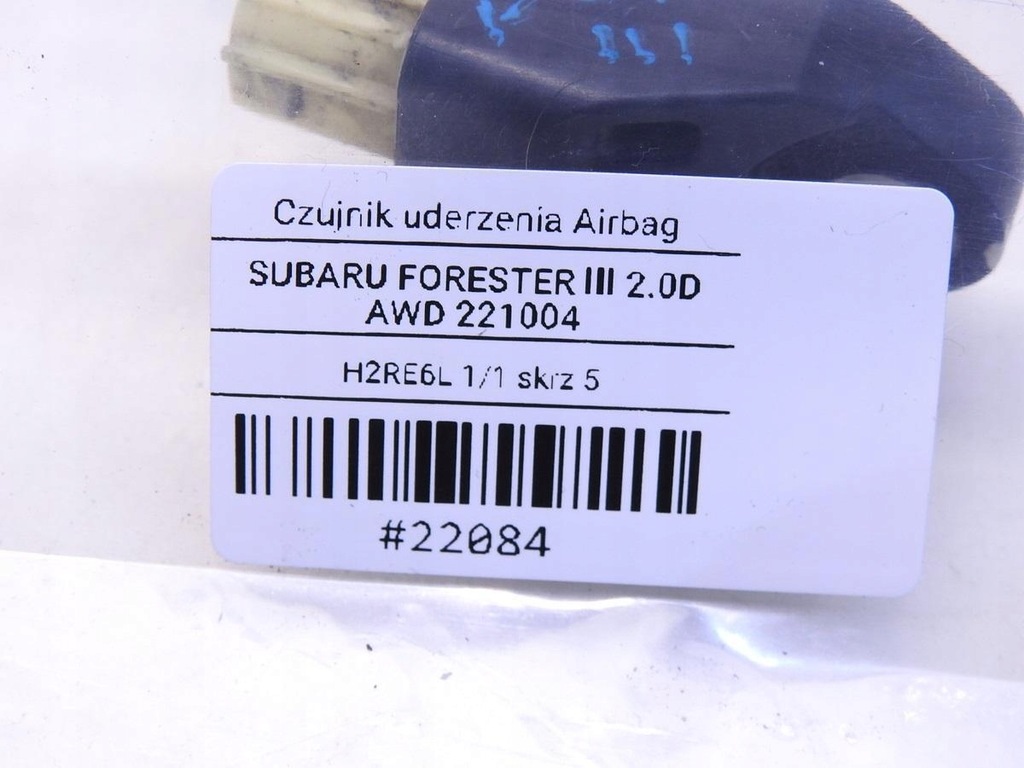 Czujnik uderzenia Airbag
SUBARU FORESTER III 2.0D
AWD 221004
H2RE6L 1/1 skrz 5
#22084